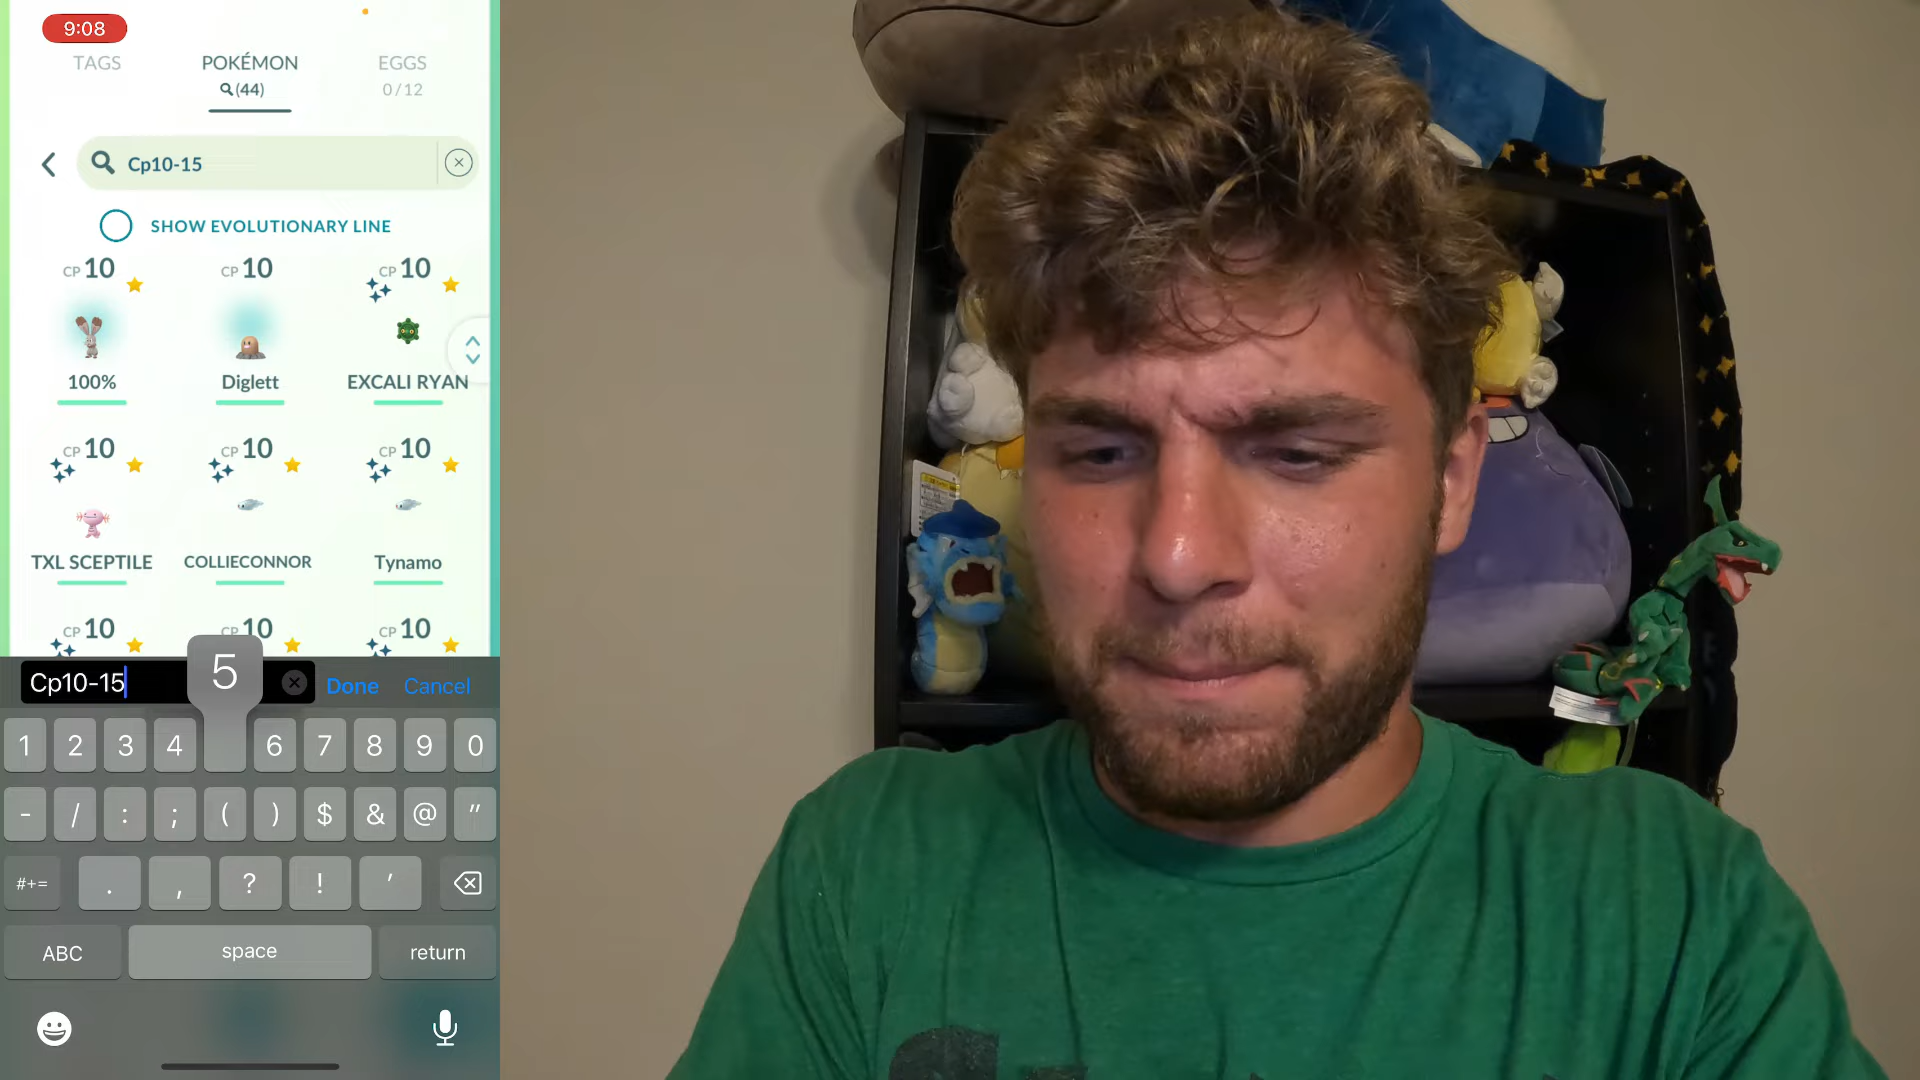 9:08
TAGS
POKÉMON
(44)
EGGS
0/12
Cp10-15
SHOW EVOLUTIONARY LINE
CP 10
CP 10
CP 10
100%
Diglett
EXCALI RYAN
CP 10
CP 10
CP 10
TXL SCEPTILE
COLLIECONNOR
Tynamo
CP 10
CP 10
CP 10
Cp10-15
5
Done
Cancel
1 2 3 4 6 7 8 9 0
- / : ; ( ) $ & @ "
#+= . , ? ! '
ABC
space
return